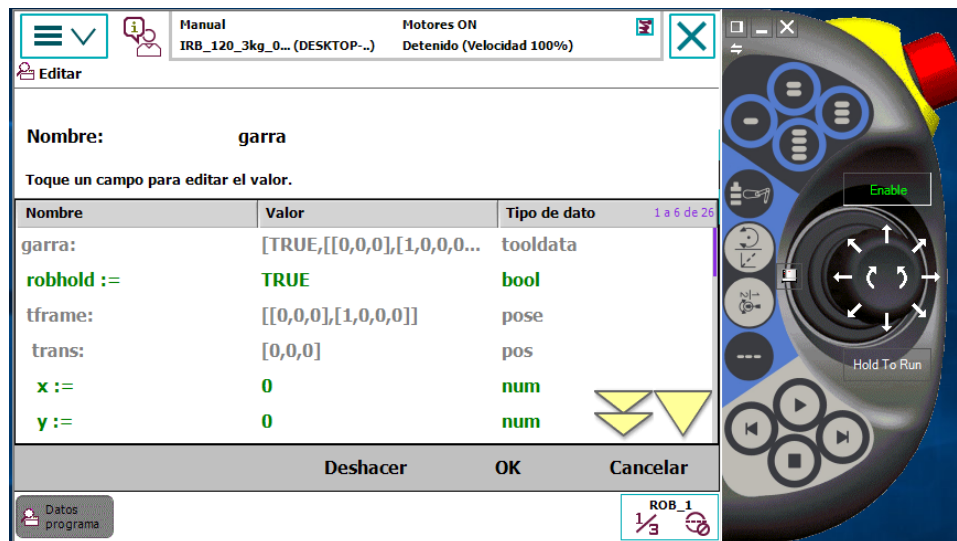 Manual
IRB_120_3kg_0... (DESKTOP-..)
Motores ON
Detenido (Velocidad 100%)
Editar
Nombre: garra
Toque un campo para editar el valor.
Nombre Valor Tipo de dato 1 a 6 de 26
garra: [TRUE,[[0,0,0],[1,0,0,0... tooldata
robhold := TRUE bool
tframe: [[0,0,0],[1,0,0,0]] pose
trans: [0,0,0] pos
x := 0 num
y := 0 num
Deshacer OK Cancelar
Datos
programa
ROB_1
1/3
Enable
Hold To Run